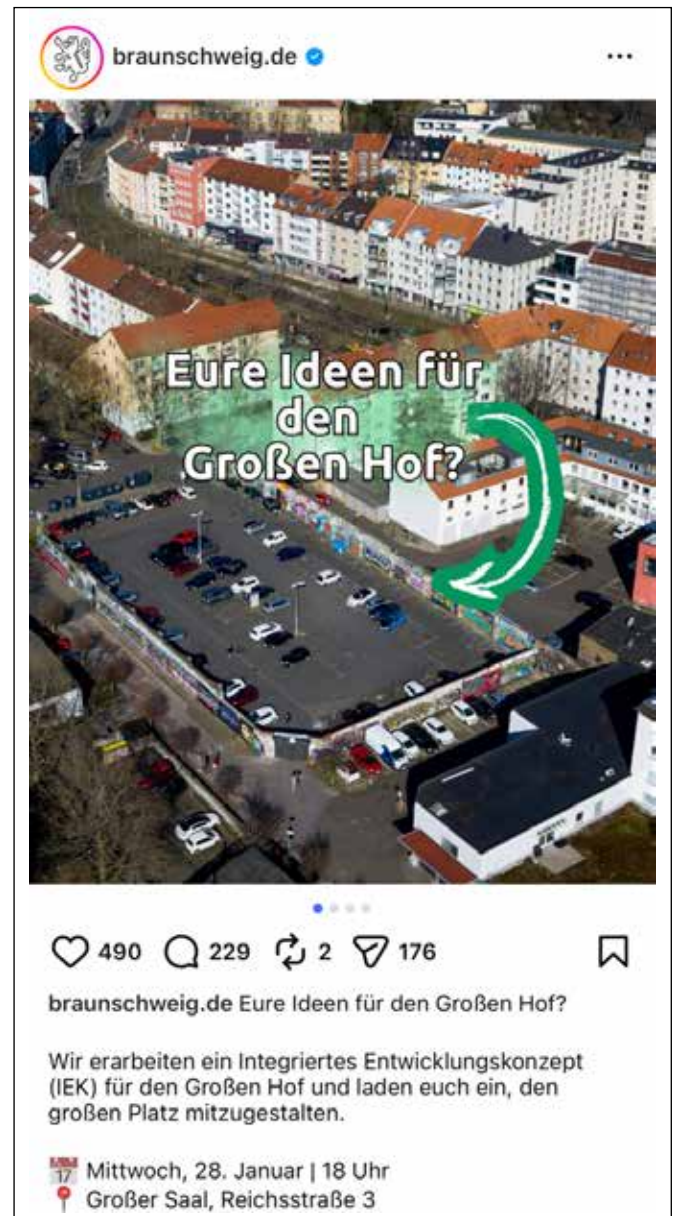 braunschweig.de
Eure Ideen für
den
Großen Hof?
490 229 2 176
braunschweig.de Eure Ideen für den Großen Hof?
Wir erarbeiten ein Integriertes Entwicklungskonzept
(IEK) für den Großen Hof und laden euch ein, den
großen Platz mitzugestalten.
17 Mittwoch, 28. Januar | 18 Uhr
Großer Saal, Reichsstraße 3